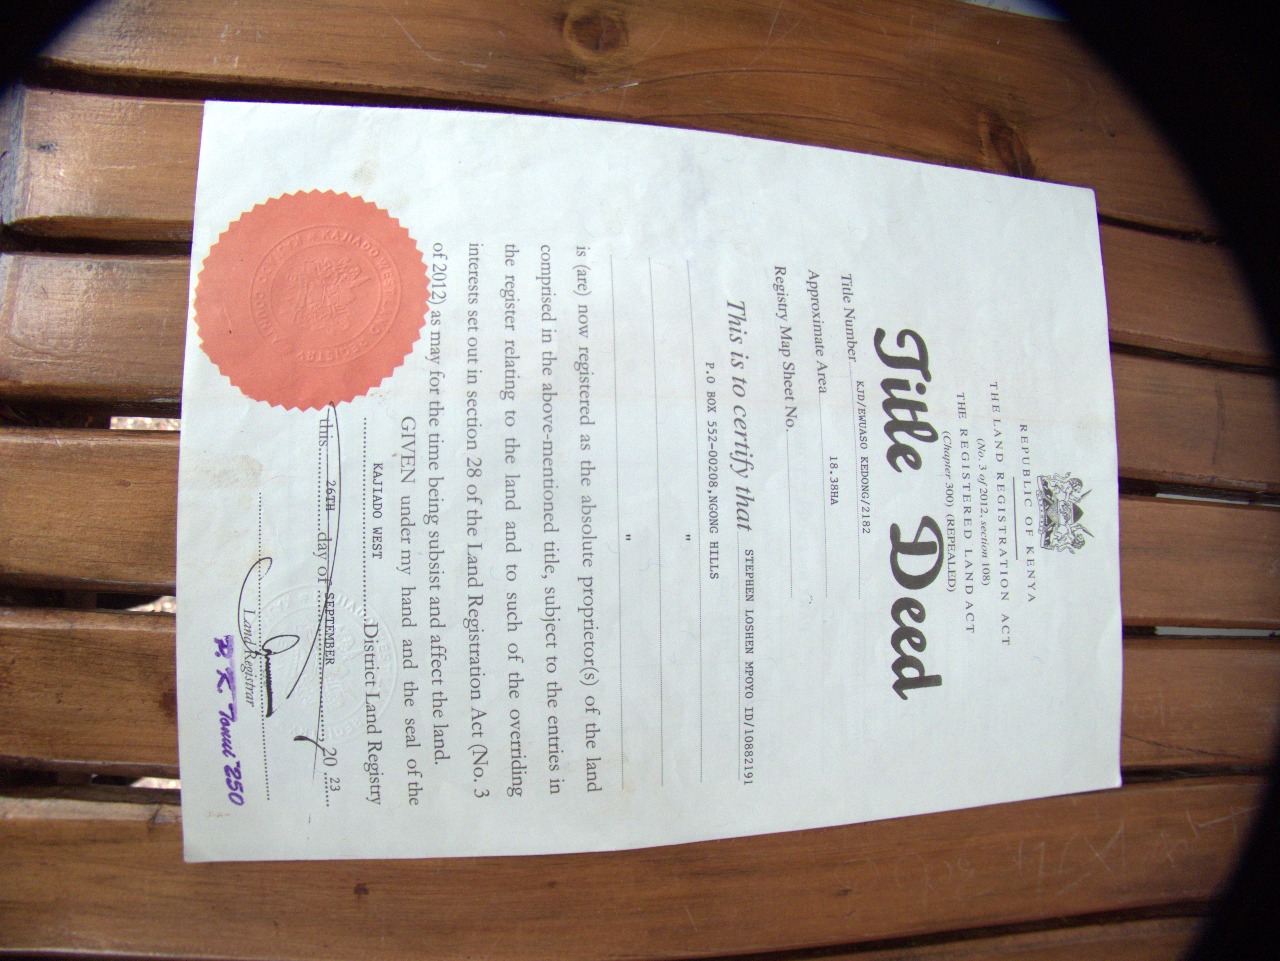 REPUBLIC OF KENYA
THE LAND REGISTRATION ACT
(No. 3 of 2012, section 108)
THE REGISTERED LAND ACT
(Chapter 300) (REPEALED)
Title Deed
Title Number KJD/EWUASO KEDONG/2182
Approximate Area 18.38HA
Registry Map Sheet No.
This is to certify that STEPHEN LOSHEN MPOYO ID/10882191
P.O BOX 552-00208,NGONG HILLS
"
"
is (are) now registered as the absolute proprietor(s) of the land
comprised in the above-mentioned title, subject to the entries in
the register relating to the land and to such of the overriding
interests set out in section 28 of the Land Registration Act (No. 3
of 2012) as may for the time being subsist and affect the land.
GIVEN under my hand and the seal of the
KAJIADO WEST District Land Registry
this 26TH day of SEPTEMBER 20 23
Land Registrar
250